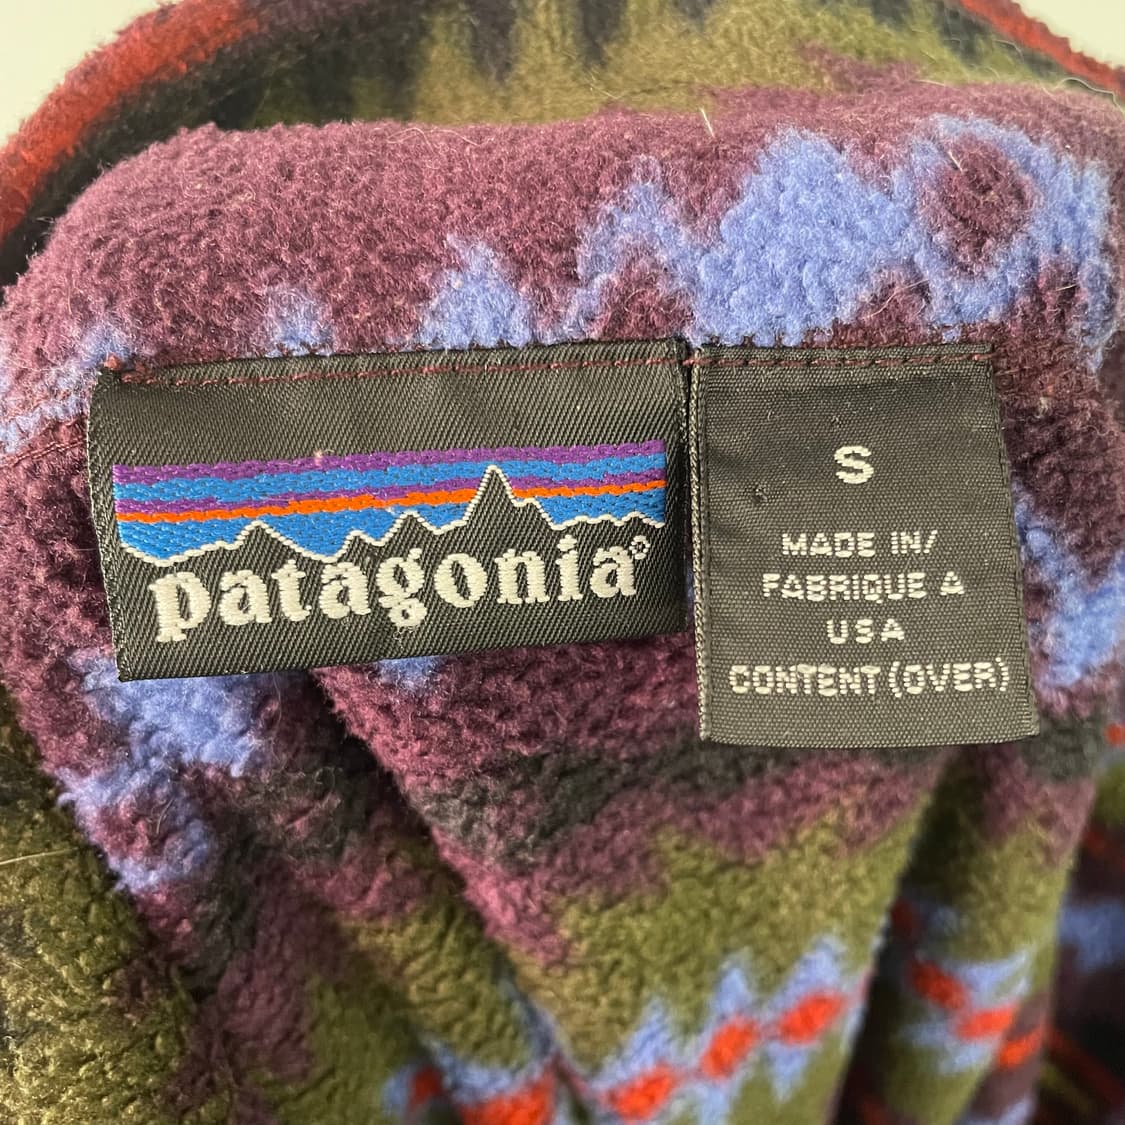 patagonia®
S
MADE IN/
FABRIQUE A
USA
CONTENT (OVER)